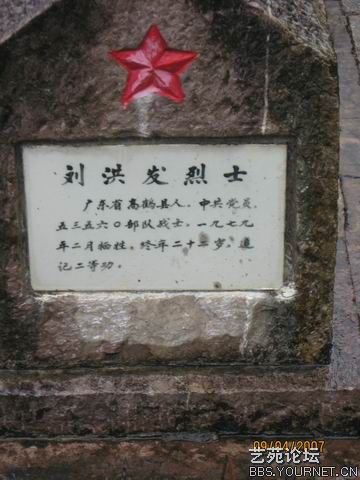 刘洪发烈士
广东省高鹤县人，中共党员，
五三五六〇部队战士，一九七九
年二月牺牲，终年二十一岁，追
记二等功。
09/04/2007
艺苑论坛
BBS.YOURNET.CN